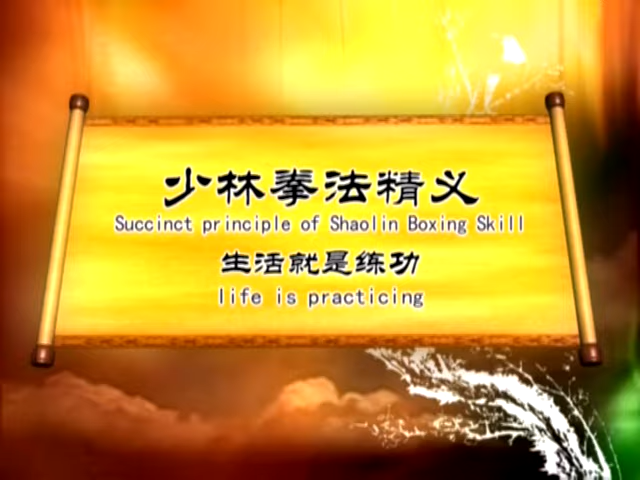 少林拳法精义
Succinct principle of Shaolin Boxing Skill
生活就是练功
life is practicing